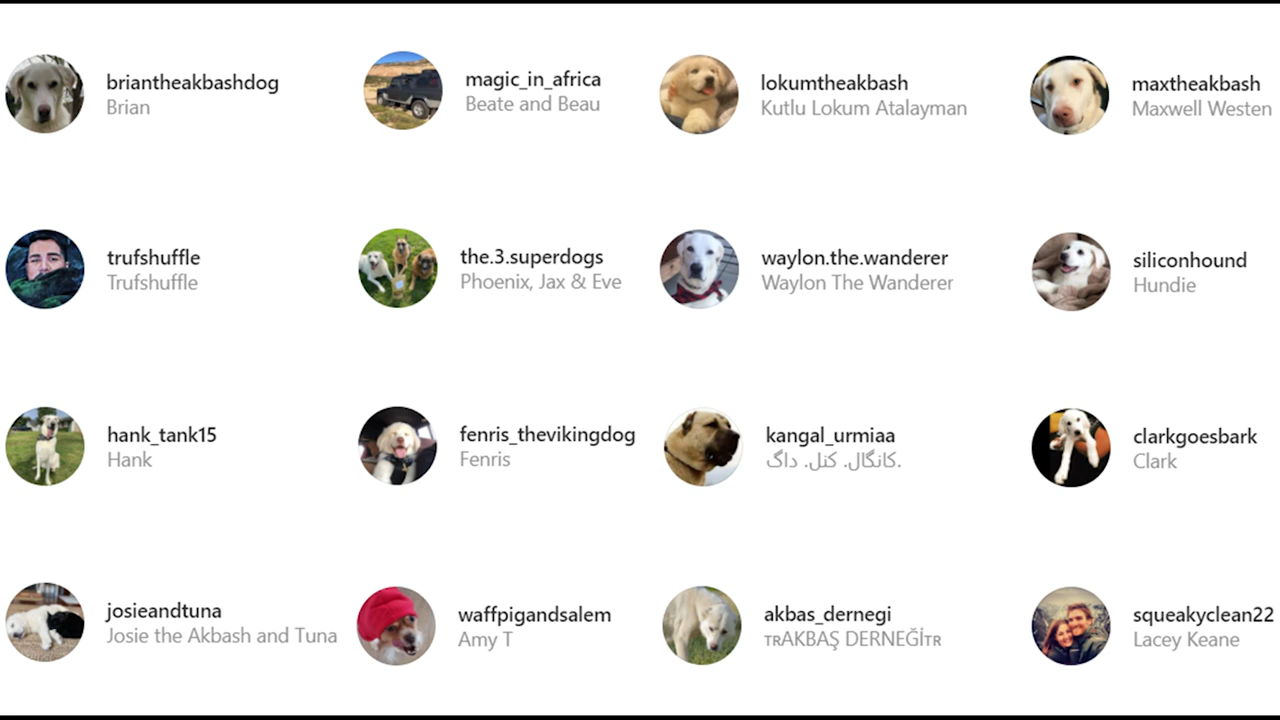 briantheakbashdog
Brian
magic_in_africa
Beate and Beau
lokumtheakbash
Kutlu Lokum Atalayman
maxtheakbash
Maxwell Westen
trufshuffle
Trufshuffle
the.3.superdogs
Phoenix, Jax & Eve
waylon.the.wanderer
Waylon The Wanderer
siliconhound
Hundie
hank_tank15
Hank
fenris_thevikingdog
Fenris
kangal_urmiaa
کانگال. کنل. داگ.
clarkgoesbark
Clark
josieandtuna
Josie the Akbash and Tuna
waffpigandsalem
Amy T
akbas_dernegi
ᴛʀAKBAŞ DERNEĞİᴛʀ
squeakyclean22
Lacey Keane